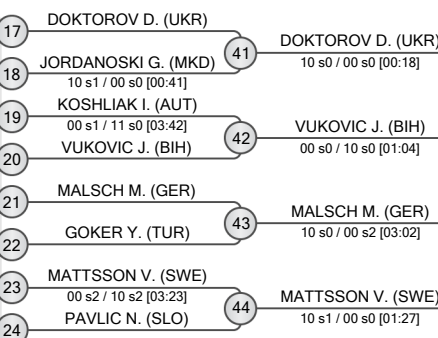 17
DOKTOROV D. (UKR)
41
DOKTOROV D. (UKR)
10 s0 / 00 s0 [00:18]
18
JORDANOSKI G. (MKD)
10 s1 / 00 s0 [00:41]
19
KOSHLIAK I. (AUT)
00 s1 / 11 s0 [03:42]
42
VUKOVIC J. (BIH)
00 s0 / 10 s0 [01:04]
20
VUKOVIC J. (BIH)
21
MALSCH M. (GER)
43
MALSCH M. (GER)
10 s0 / 00 s2 [03:02]
22
GOKER Y. (TUR)
23
MATTSSON V. (SWE)
00 s2 / 10 s2 [03:23]
44
MATTSSON V. (SWE)
10 s1 / 00 s0 [01:27]
24
PAVLIC N. (SLO)